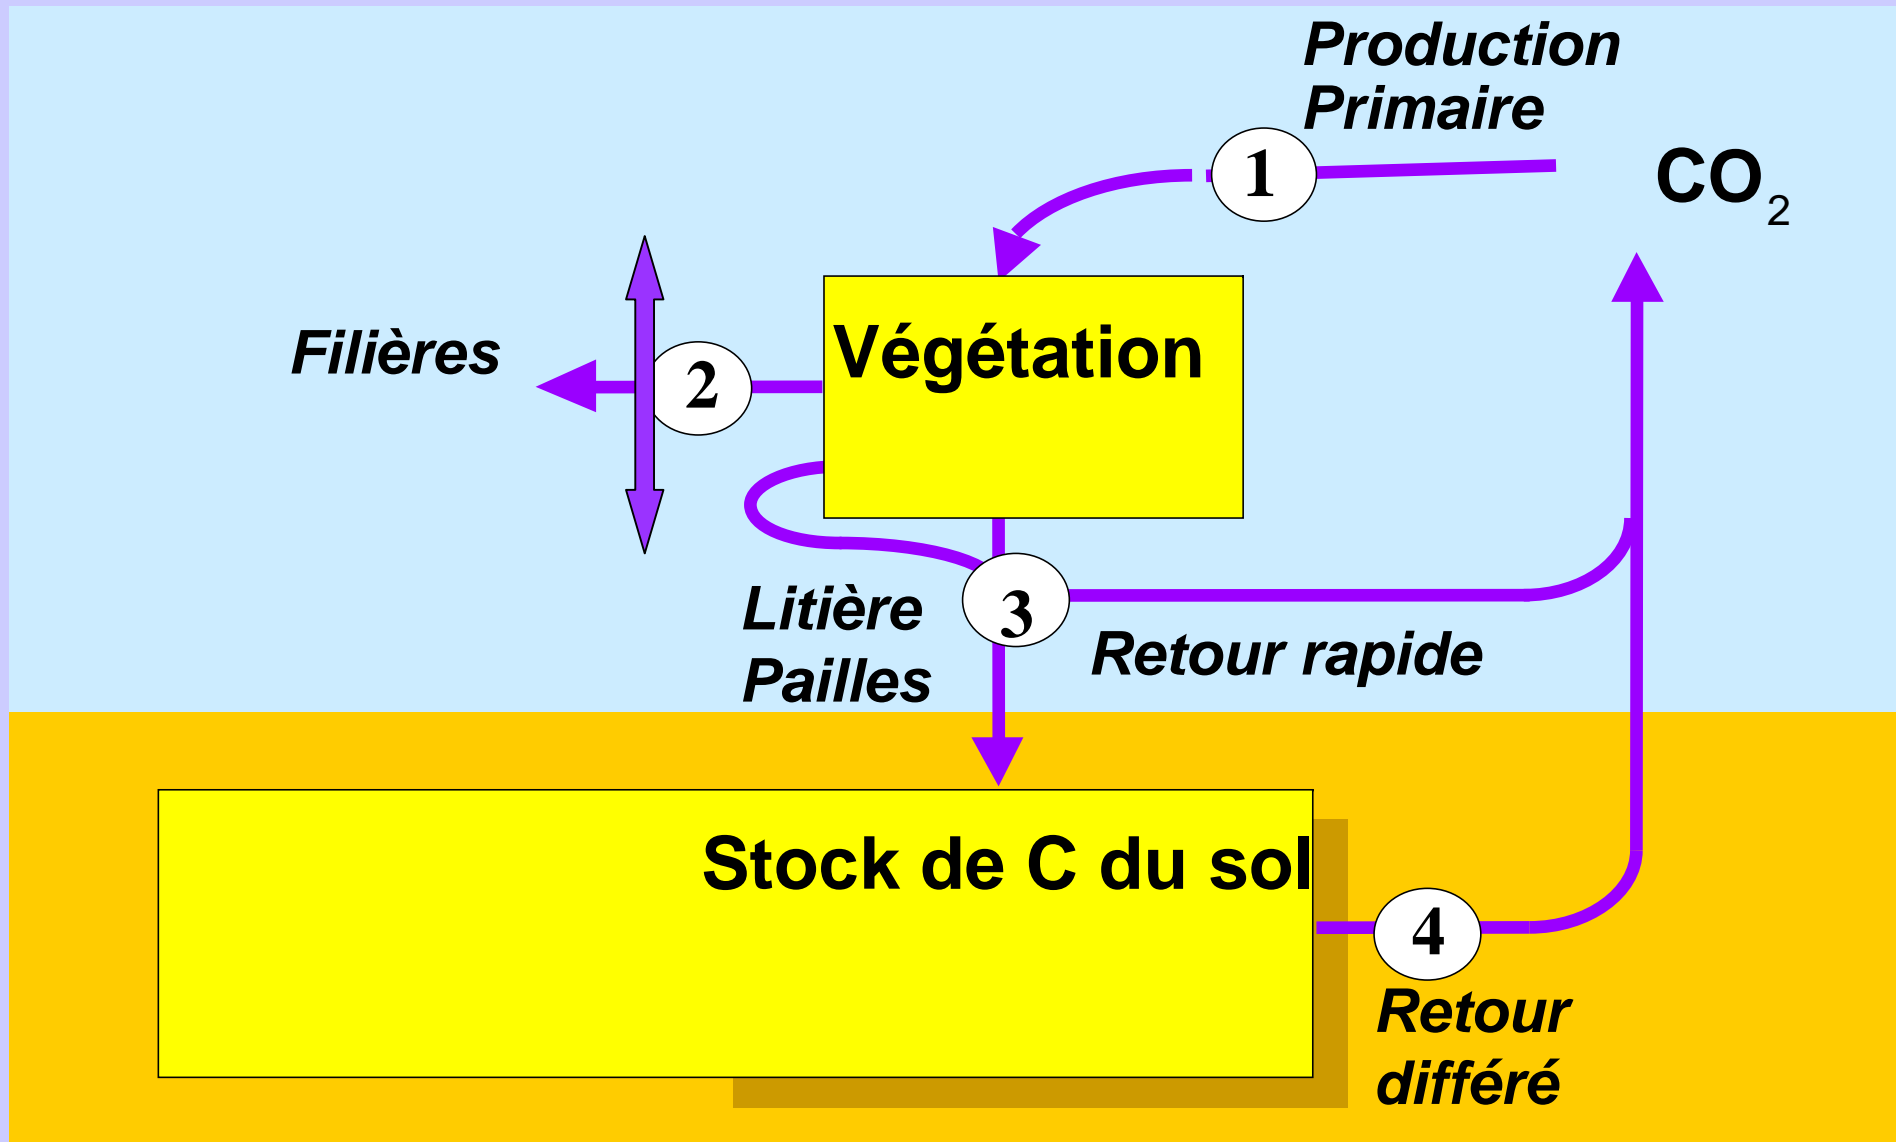 Production
Primaire
1
CO2
Filières
2
Végétation
Litière
Pailles
3
Retour rapide
Stock de C du sol
4
Retour
différé